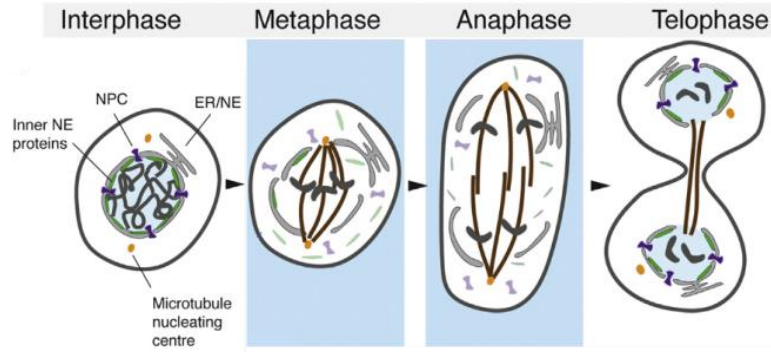 Interphase
Metaphase
Anaphase
Telophase
NPC
ER/NE
Inner NE
proteins
Microtubule
nucleating
centre